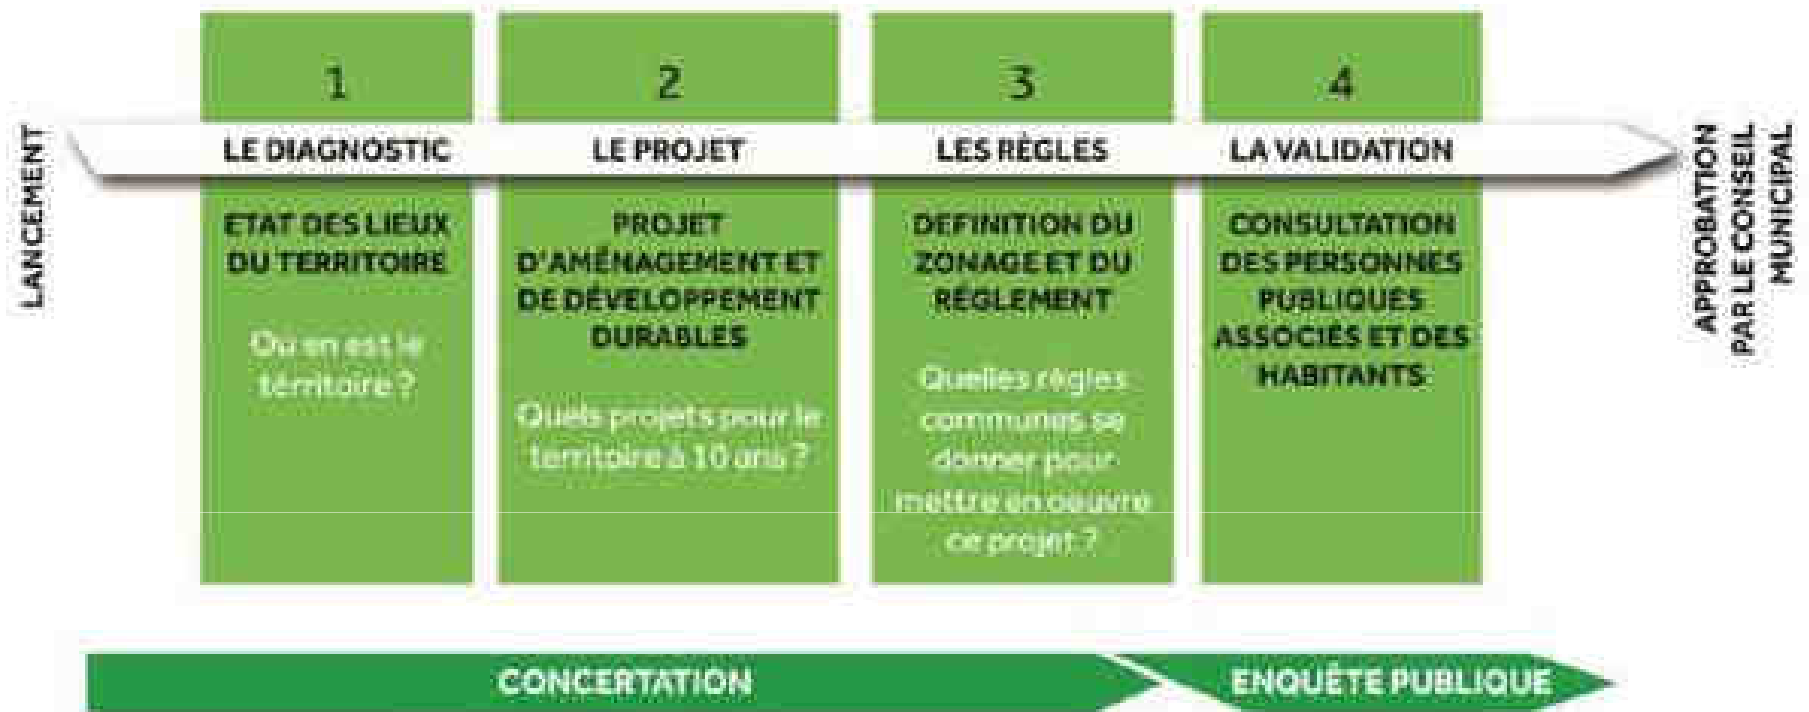 LANCEMENT
1
LE DIAGNOSTIC
ETAT DES LIEUX
DU TERRITOIRE
Ou en est le
térritoire ?
2
LE PROJET
PROJET
D'AMÉNAGEMENT ET
DE DÉVELOPPEMENT
DURABLES
Quels projets pour le
territoire à 10 ans ?
3
LES RÈGLES
DEFINITION DU
ZONAGE ET DU
RÉGLEMENT
Quelles règles
communes se
donner pour
mettre en oeuvre
ce projet ?
4
LA VALIDATION
CONSULTATION
DES PERSONNES
PUBLIQUES
ASSOCIÉS ET DES
HABITANTS
APPROBATION
PAR LE CONSEIL
MUNICIPAL
CONCERTATION
ENQUÊTE PUBLIQUE